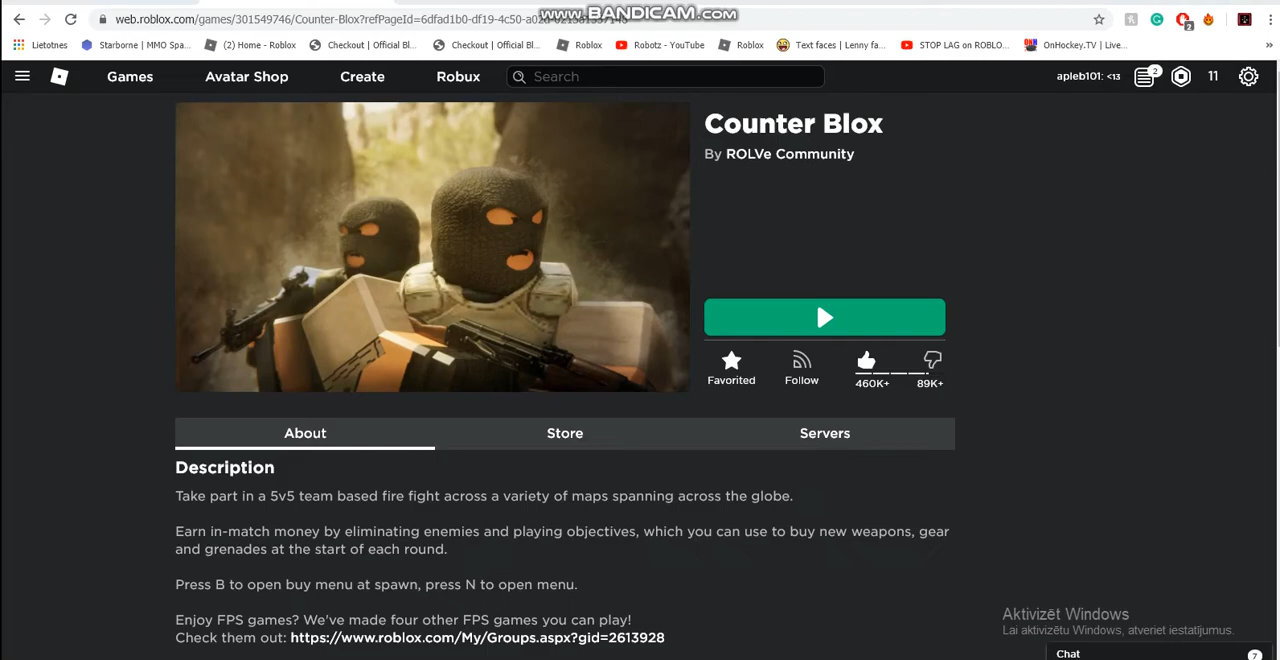 www.BANDICAM.com
web.roblox.com/games/301549746/Counter-Blox?refPageId=6dfad1b0-df19-4c50-a02
Lietotnes
Starborne | MMO Spa...
(2) Home - Roblox
Checkout | Official Bl...
Checkout | Official Bl...
Roblox
Robotz - YouTube
Roblox
Text faces | Lenny fa...
STOP LAG on ROBLO...
OnHockey.TV | Live...
»
Games
Avatar Shop
Create
Robux
Search
apleb101: <13
2
11
Counter Blox
By ROLVe Community
Favorited
Follow
460K+
89K+
About
Store
Servers
Description
Take part in a 5v5 team based fire fight across a variety of maps spanning across the globe.
Earn in-match money by eliminating enemies and playing objectives, which you can use to buy new weapons, gear
and grenades at the start of each round.
Press B to open buy menu at spawn, press N to open menu.
Enjoy FPS games? We've made four other FPS games you can play!
Check them out: https://www.roblox.com/My/Groups.aspx?gid=2613928
Aktivizēt Windows
Lai aktivizētu Windows, atveriet iestatījumus.
Chat
7